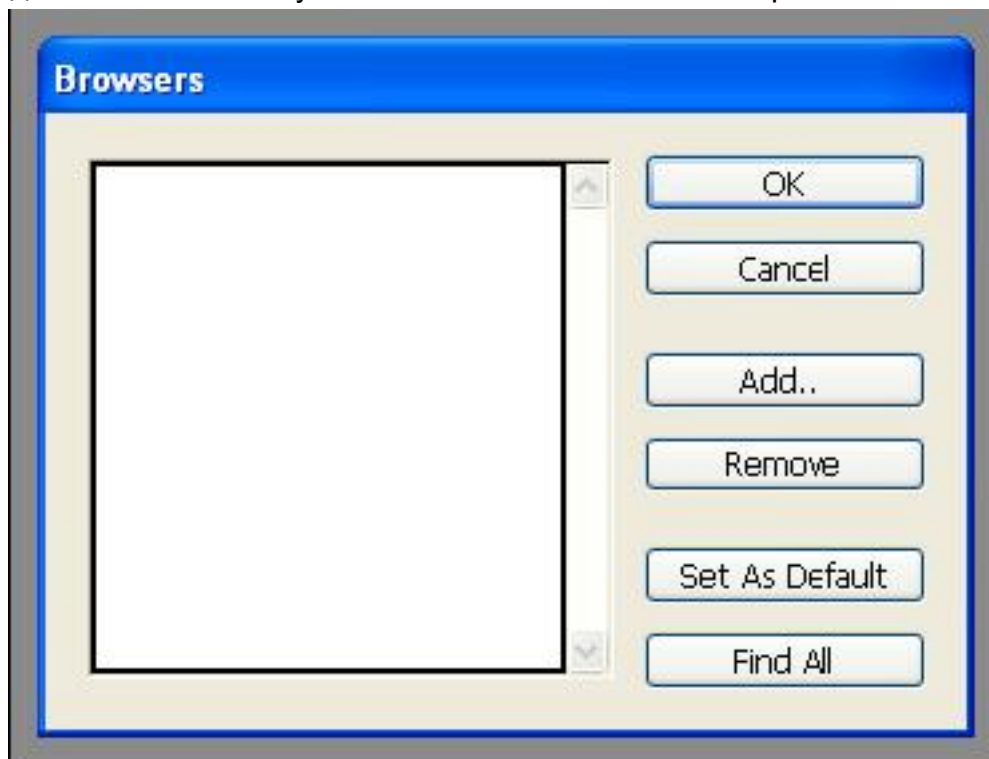 Browsers
OK
Cancel
Add..
Remove
Set As Default
Find All